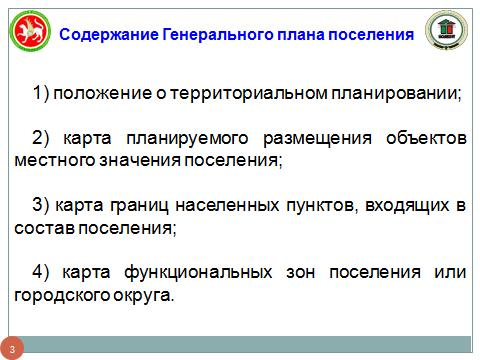 Содержание Генерального плана поселения
1) положение о территориальном планировании;
2) карта планируемого размещения объектов
местного значения поселения;
3) карта границ населенных пунктов, входящих в
состав поселения;
4) карта функциональных зон поселения или
городского округа.
3